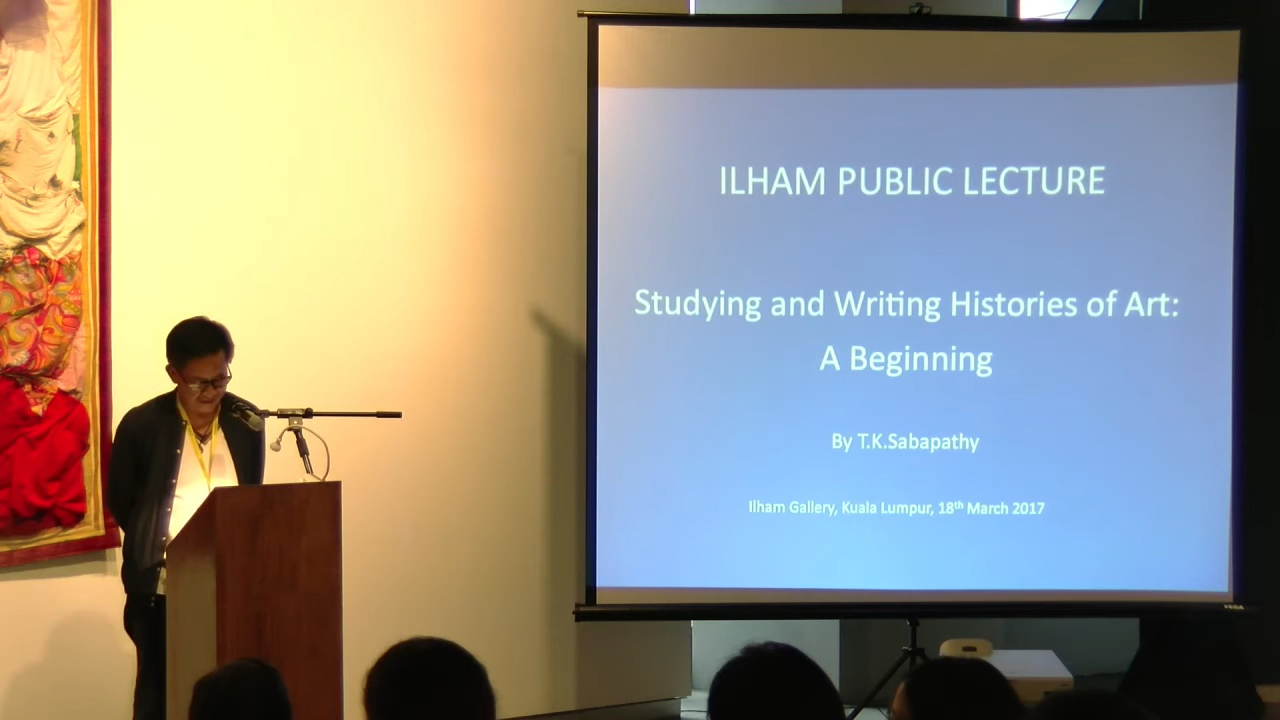 ILHAM PUBLIC LECTURE
Studying and Writing Histories of Art:
A Beginning
By T.K.Sabapathy
Ilham Gallery, Kuala Lumpur, 18th March 2017